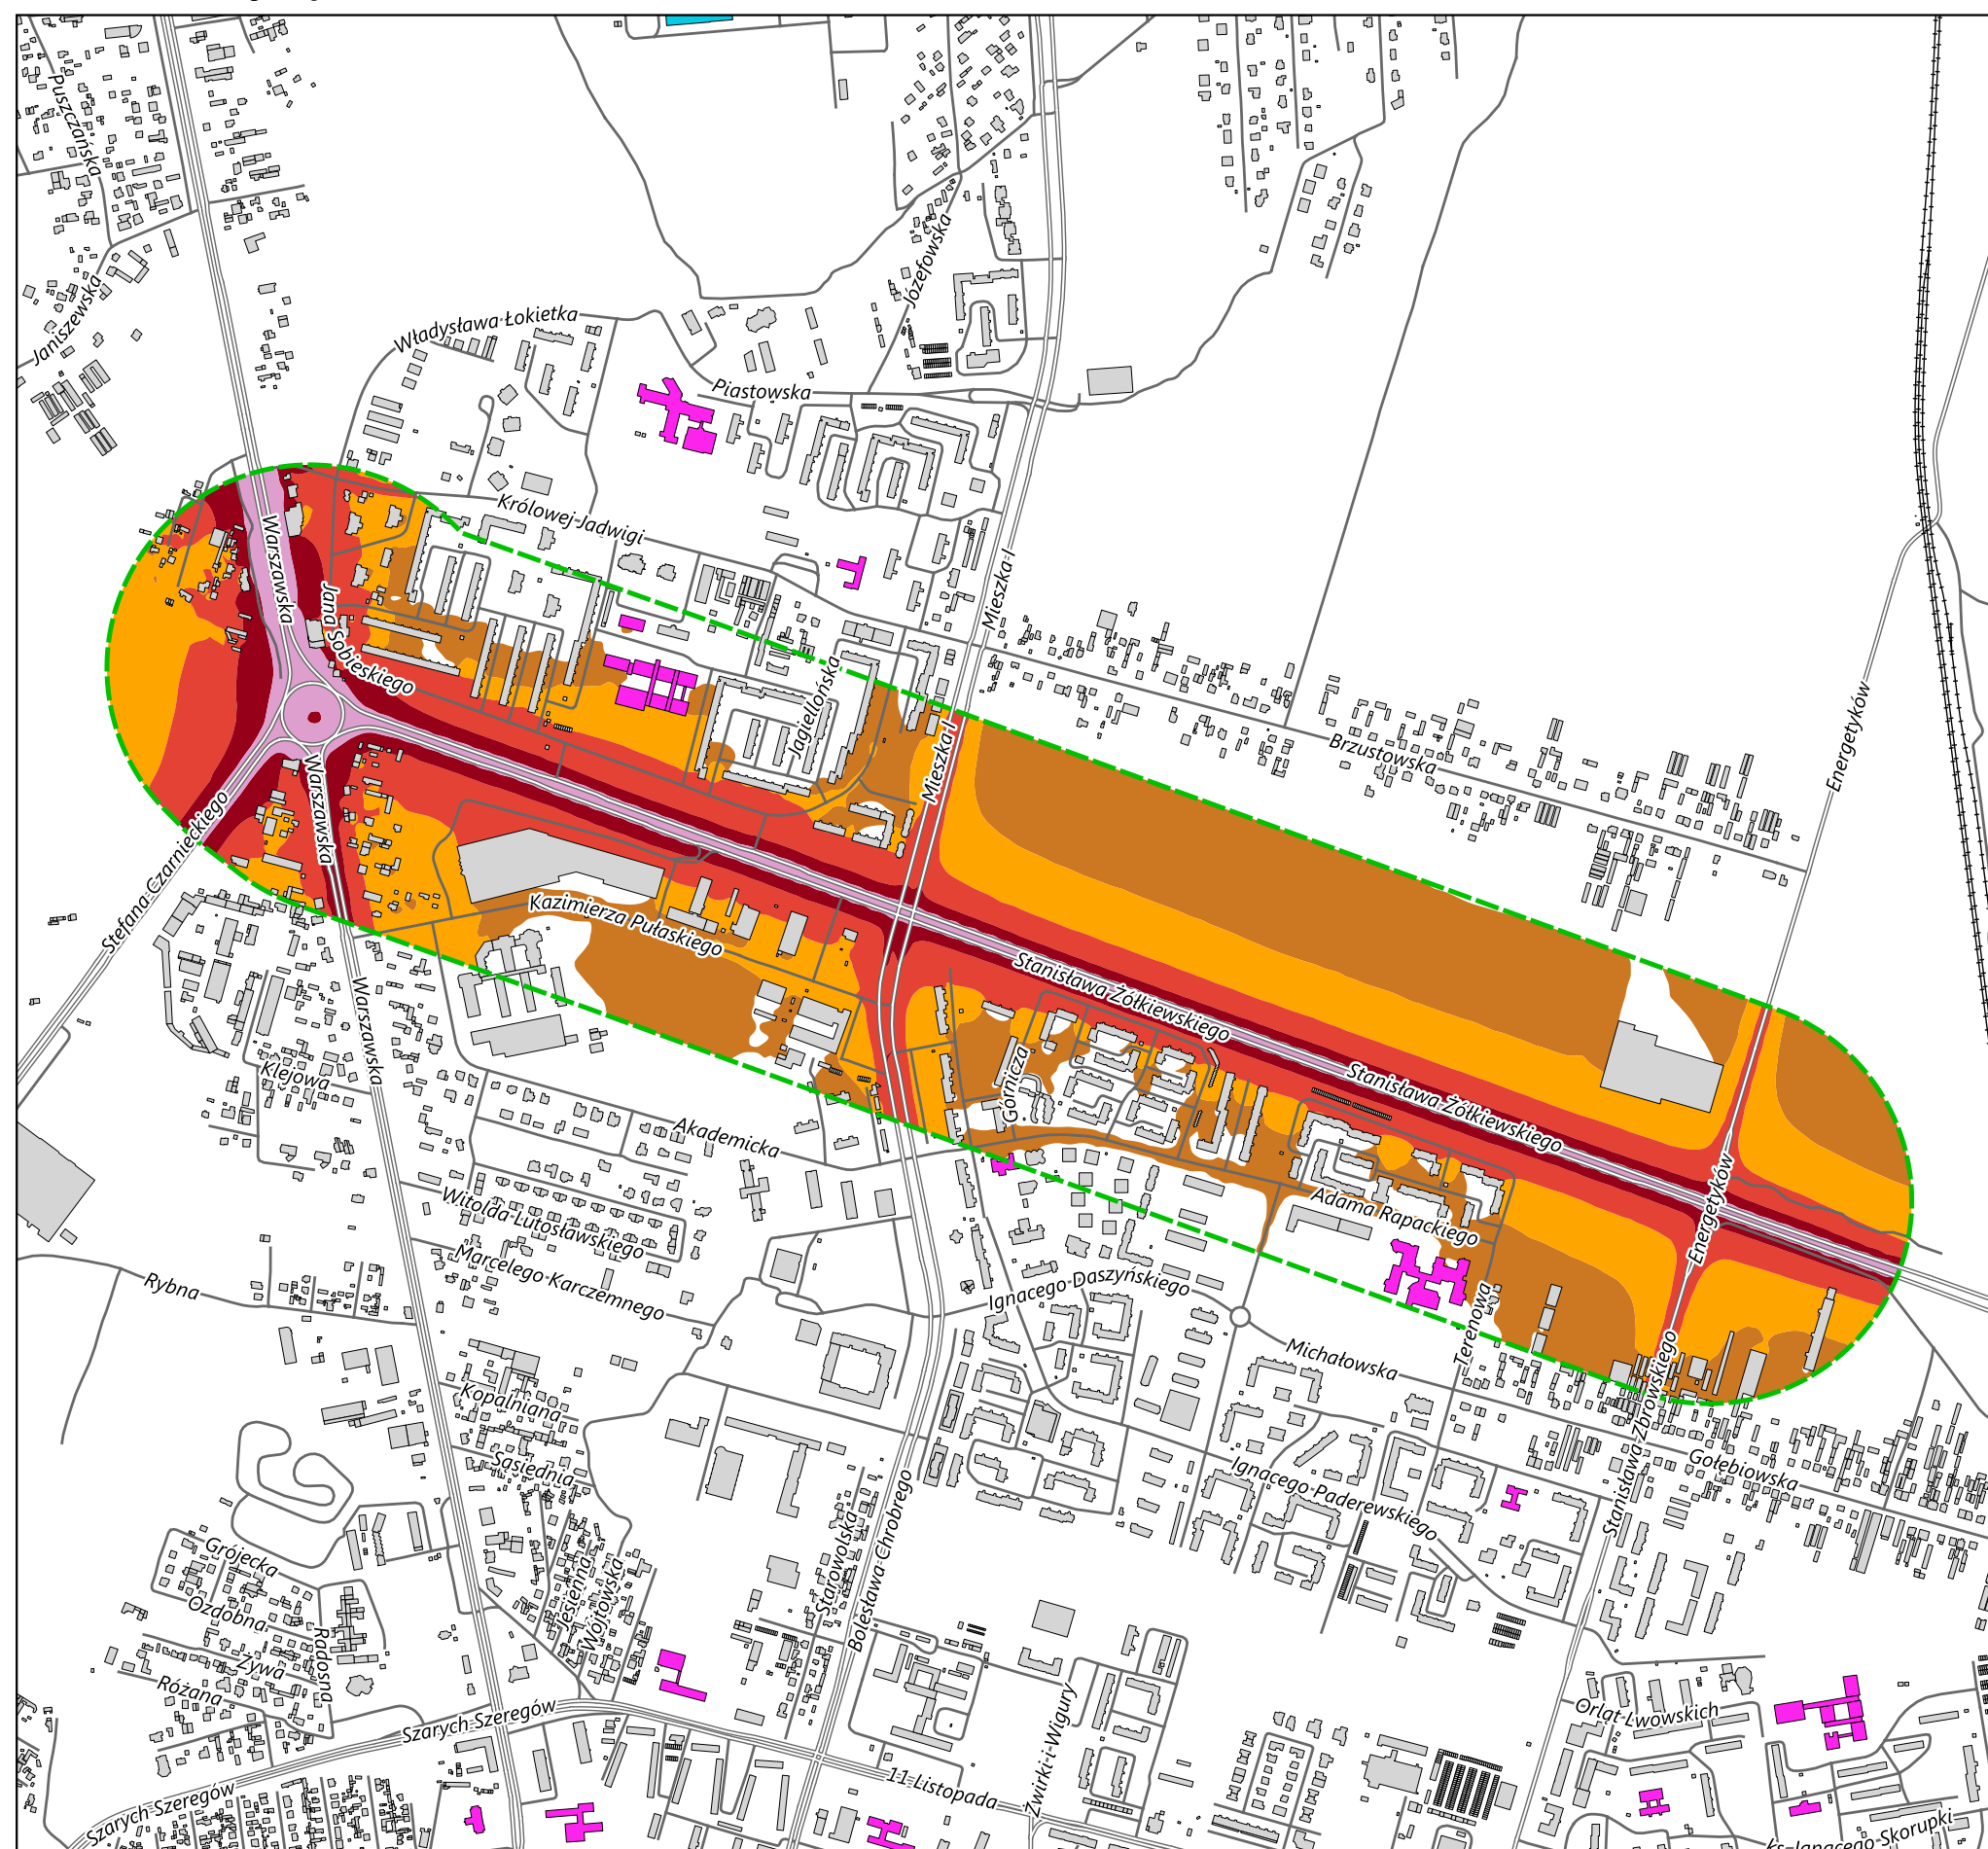 Puszczańska
Janiszewska
Józefowska
Władysława Łokietka
Piastowska
Królowej Jadwigi
Warszawska
Mieszka I
Jana Sobieskiego
Jagiellońska
Mieszka I
Brzustowska
Energetyków
Warszawska
Stefana Czarnieckiego
Kazimierza Pułaskiego
Stanisława Żółkiewskiego
Warszawska
Klejowa
Górnicza
Stanisława Żółkiewskiego
Akademicka
Witolda Lutosławskiego
Adama Rapackiego
Energetyków
Marcelego Karczemnego
Rybna
Ignacego Daszyńskiego
Terenowa
Michałowska
Kopalniana
Stanisława Zbrowskiego
Sąsiednia
Gołębiowska
Ignacego Paderewskiego
Starowolska
Bolesława Chrobrego
Grójecka
Jesienna
Wójtowska
Ozdobna
Radosna
Żywa
Różana
Szarych Szeregów
Żwirki i Wigury
Orląt Lwowskich
11 Listopada
Szarych Szeregów
ks. Ignacego Skorupki